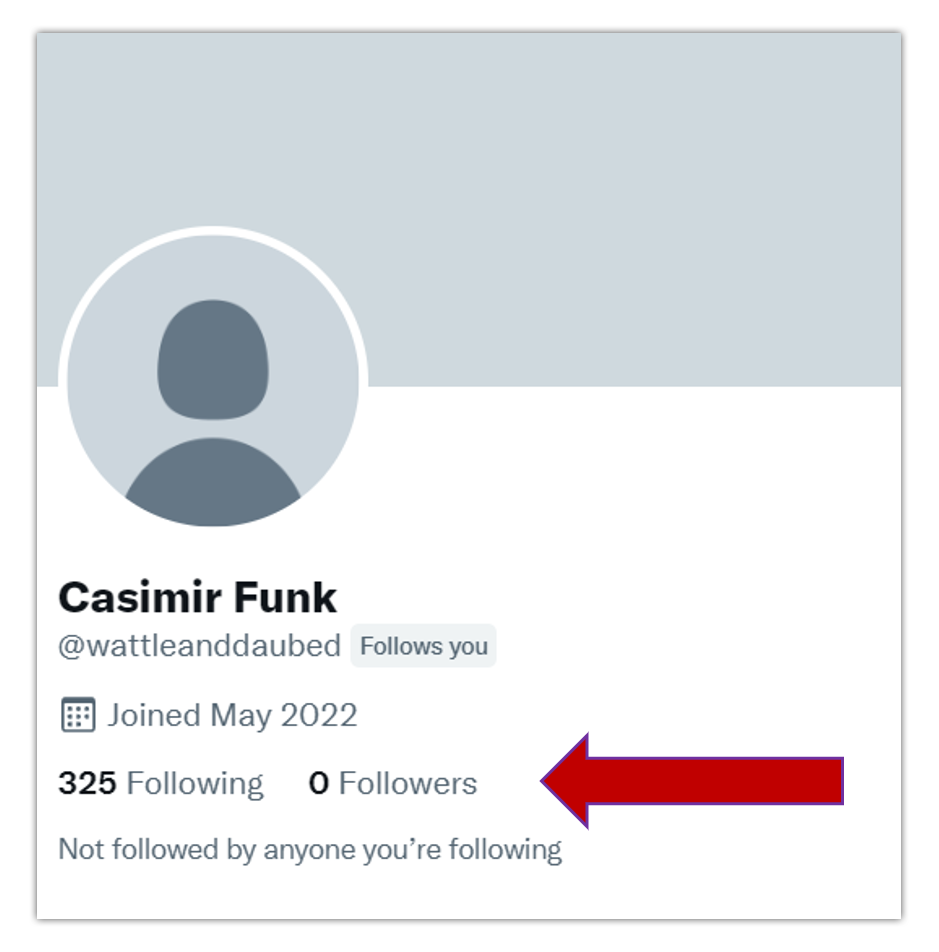 Casimir Funk
@wattleanddaubed Follows you
Joined May 2022
325 Following 0 Followers
Not followed by anyone you’re following